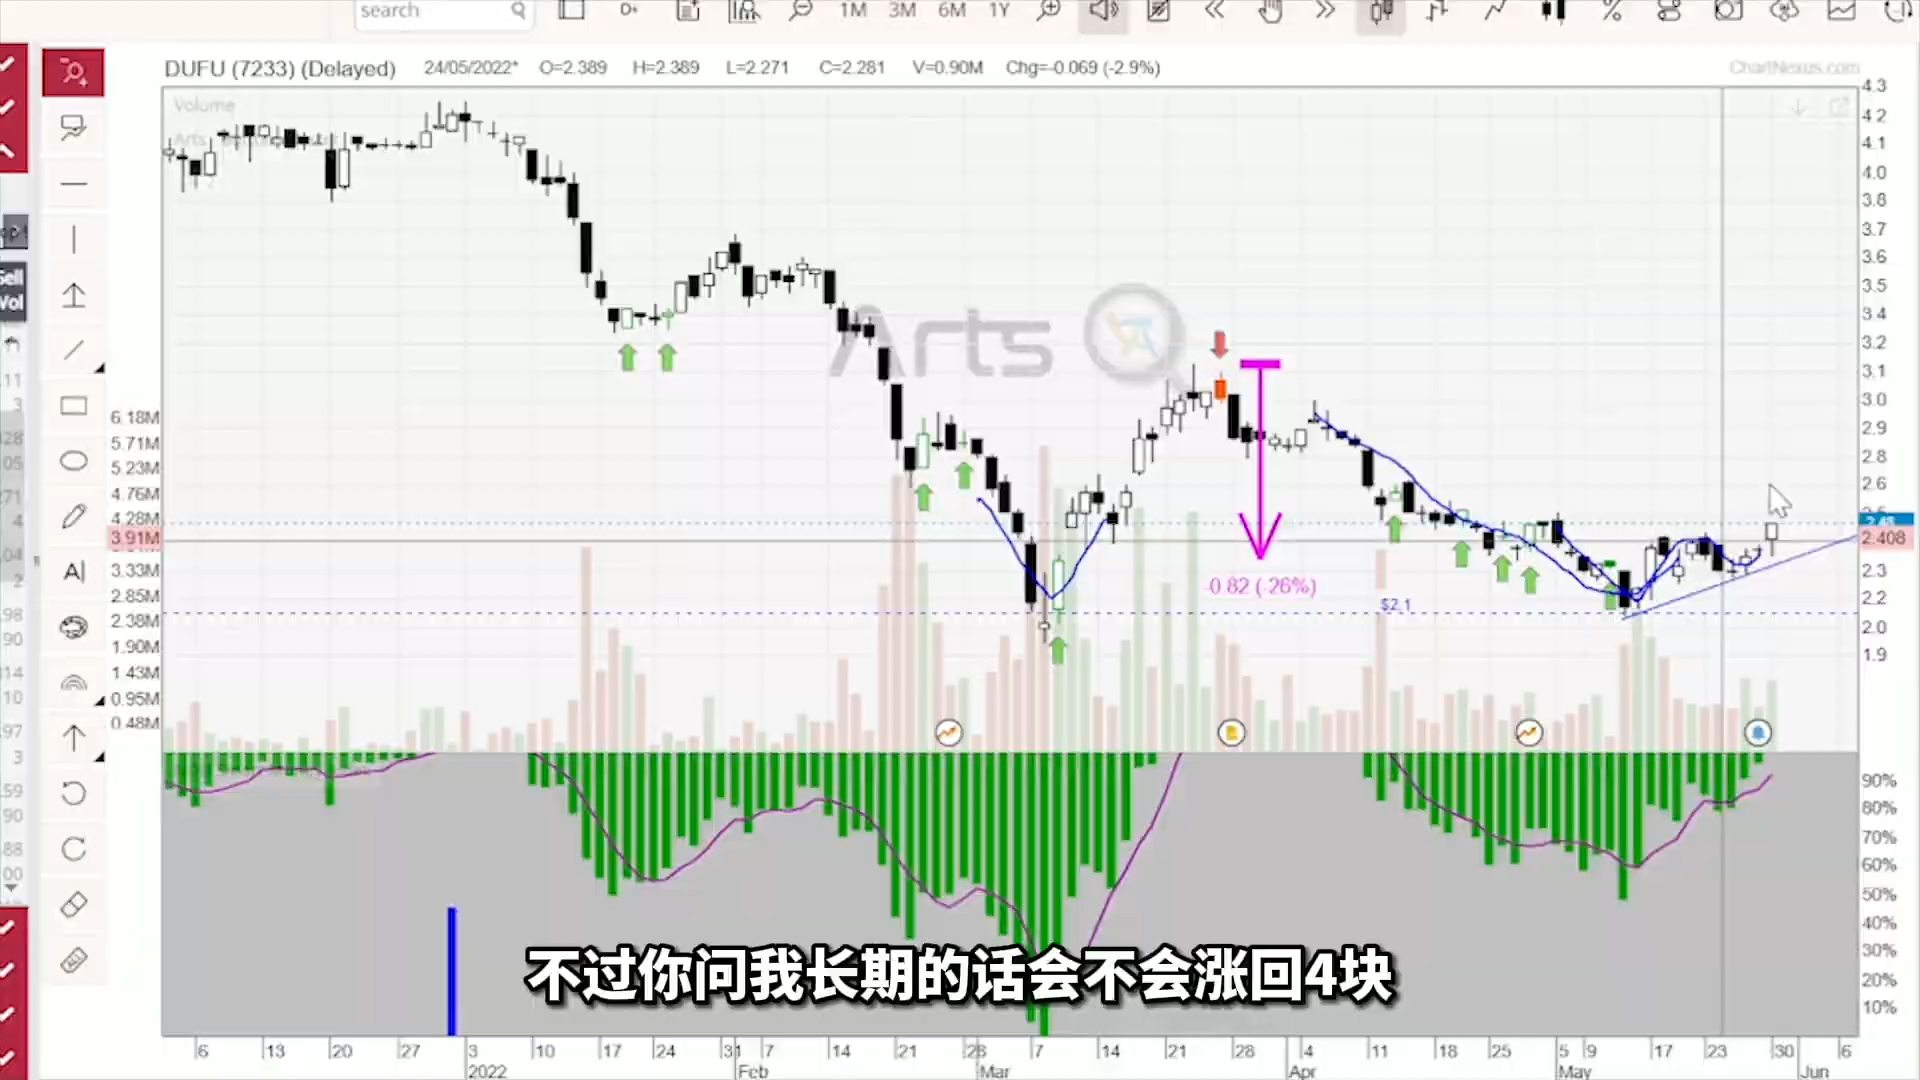 search
1M 3M 6M 1Y
DUFU (7233) (Delayed) 24/05/2022* O=2.389 H=2.389 L=2.271 C=2.281 V=0.90M Chg=-0.069 (-2.9%)
ChartNexus.com
Volume
Arts
4.3
4.2
4.1
4.0
3.8
3.7
3.6
3.5
3.4
3.2
3.1
3.0
2.9
2.8
2.6
2.408
2.3
2.2
2.0
1.9
6.18M
5.71M
5.23M
4.76M
4.28M
3.91M
3.33M
2.85M
2.38M
1.90M
1.43M
0.95M
0.48M
Sell
Vol
Arts
-0.82 (-26%)
$2.1
90%
80%
70%
60%
50%
40%
30%
20%
10%
不过你问我长期的话会不会涨回4块
6 13 20 27 3 10 17 24 31 7 14 21 28 7 14 21 28 4 11 18 25 5 9 17 23 30 6
2022 Feb Mar Apr May Jun